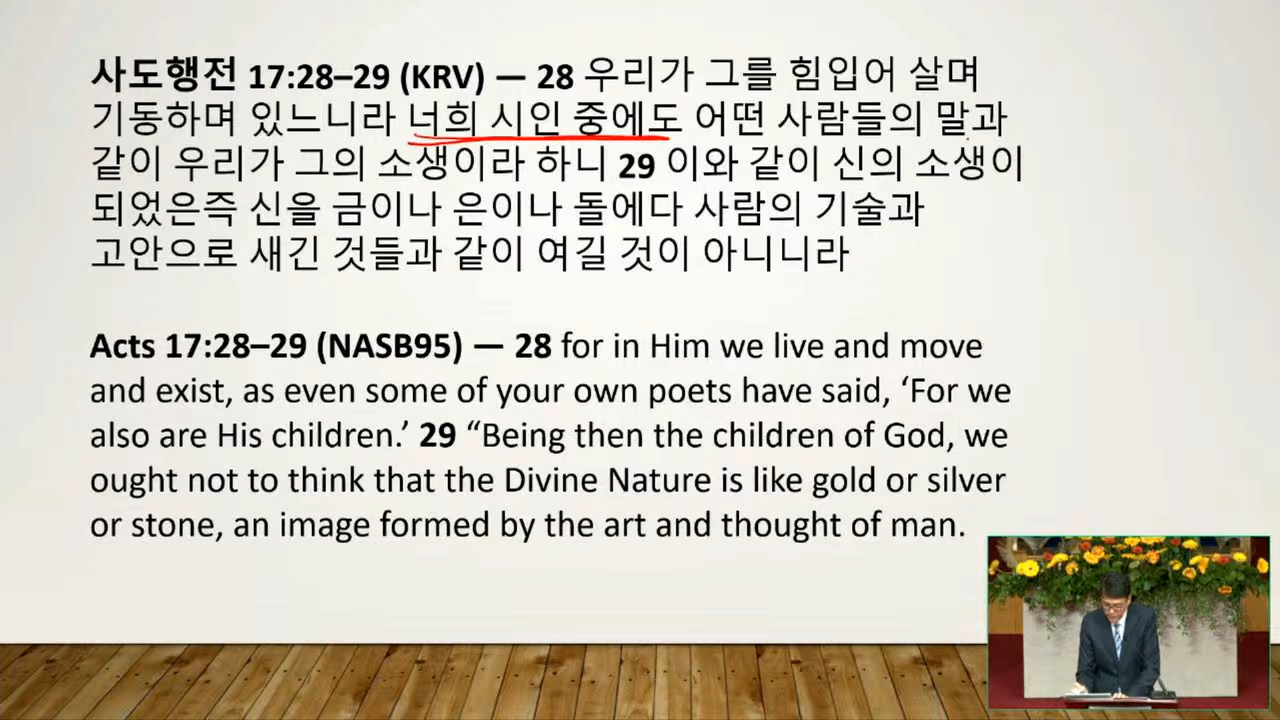 사도행전 17:28–29 (KRV) — 28 우리가 그를 힘입어 살며
기동하며 있느니라 너희 시인 중에도 어떤 사람들의 말과
같이 우리가 그의 소생이라 하니 29 이와 같이 신의 소생이
되었은즉 신을 금이나 은이나 돌에다 사람의 기술과
고안으로 새긴 것들과 같이 여길 것이 아니니라
Acts 17:28–29 (NASB95) — 28 for in Him we live and move
and exist, as even some of your own poets have said, ‘For we
also are His children.’ 29 “Being then the children of God, we
ought not to think that the Divine Nature is like gold or silver
or stone, an image formed by the art and thought of man.